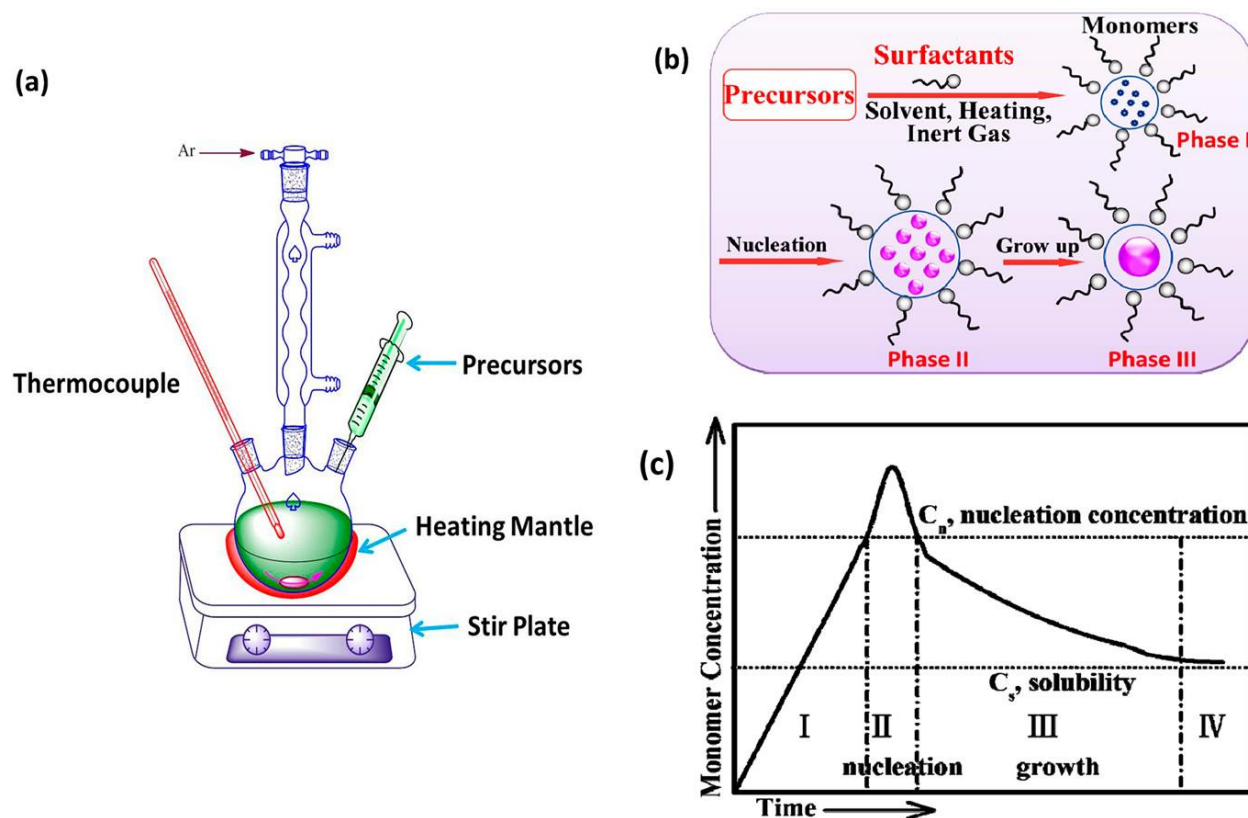 (a)
Ar
Thermocouple
Precursors
Heating Mantle
Stir Plate
(b)
Precursors
Surfactants
Solvent, Heating,
Inert Gas
Monomers
Phase I
Nucleation
Grow up
Phase II
Phase III
(c)
Monomer Concentration
Cn, nucleation concentration
Cs, solubility
I
II
III
IV
nucleation
growth
Time